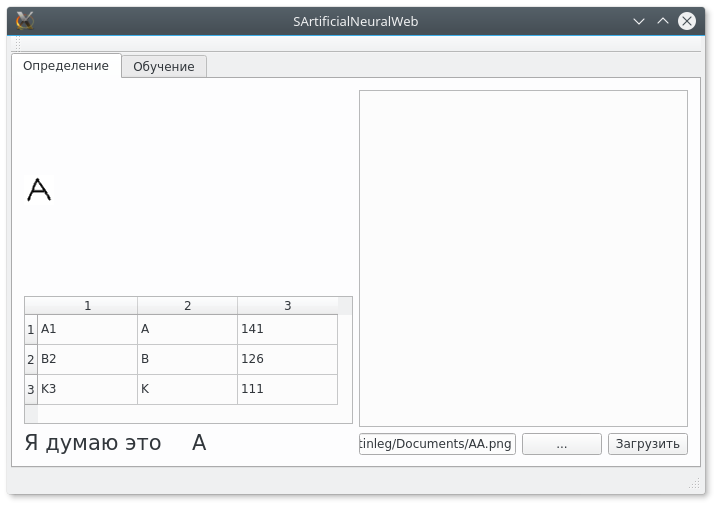 SArtificialNeuralWeb
Определение Обучение
A
1 2 3
1 A1 A 141
2 B2 B 126
3 K3 K 111
Я думаю это A
tinleg/Documents/AA.png ... Загрузить